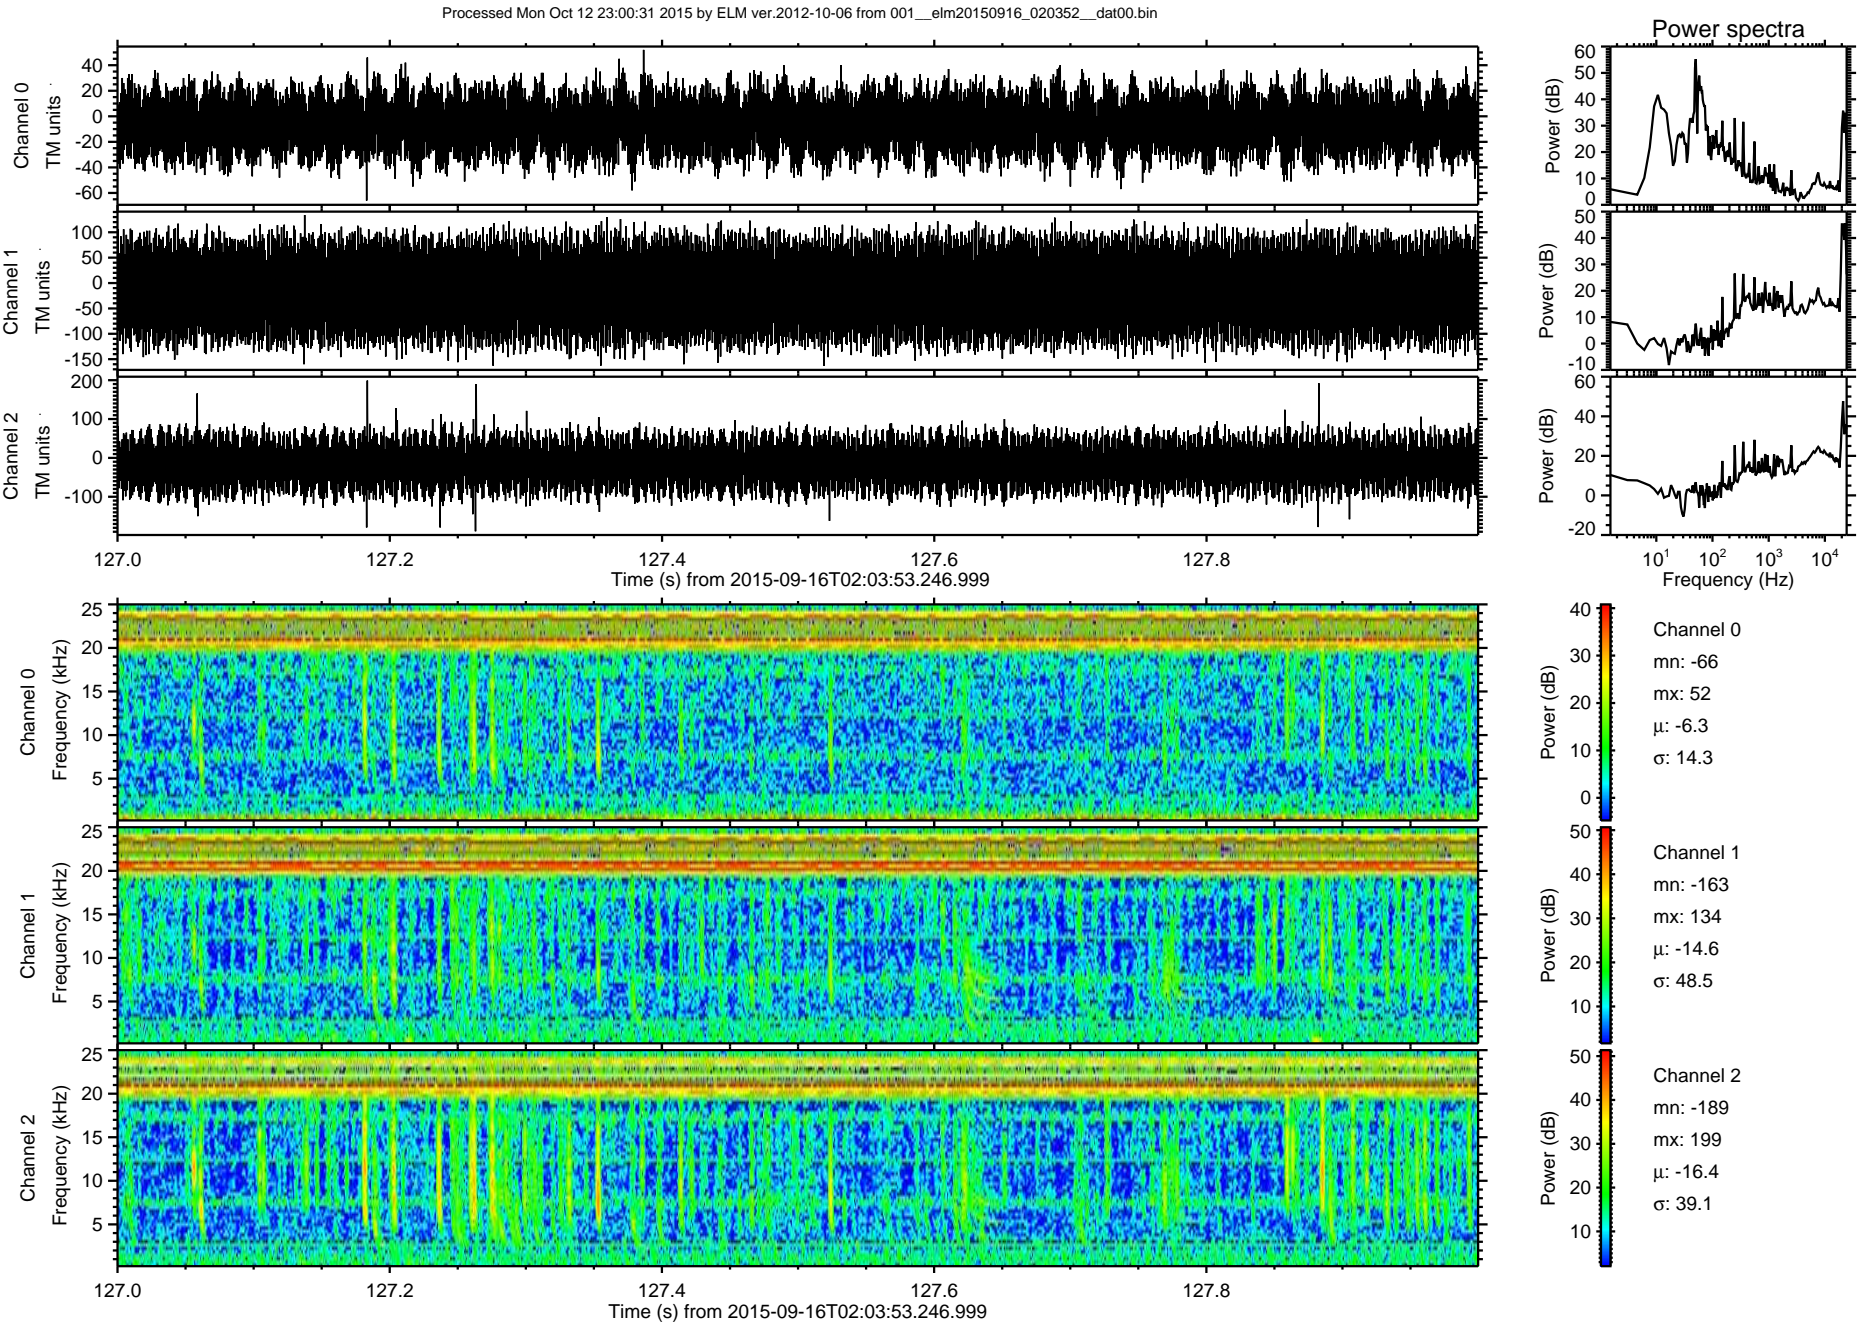 Processed Mon Oct 12 23:00:31 2015 by ELM ver.2012-10-06 from 001__elm20150916_020352__dat00.bin
Power spectra
Channel 0
TM units
40
20
0
-20
-40
-60
Power (dB)
60
50
40
30
20
10
0
Channel 1
TM units
100
50
0
-50
-100
-150
Power (dB)
50
40
30
20
10
0
-10
Channel 2
TM units
200
100
0
-100
Power (dB)
60
40
20
0
-20
127.0 127.2 127.4 127.6 127.8
Time (s) from 2015-09-16T02:03:53.246.999
10^1 10^2 10^3 10^4
Frequency (Hz)
Channel 0
Frequency (kHz)
25
20
15
10
5
Power (dB)
40
30
20
10
0
Channel 0
mn: -66
mx: 52
μ: -6.3
σ: 14.3
Channel 1
Frequency (kHz)
25
20
15
10
5
Power (dB)
50
40
30
20
10
Channel 1
mn: -163
mx: 134
μ: -14.6
σ: 48.5
Channel 2
Frequency (kHz)
25
20
15
10
5
Power (dB)
50
40
30
20
10
Channel 2
mn: -189
mx: 199
μ: -16.4
σ: 39.1
127.0 127.2 127.4 127.6 127.8
Time (s) from 2015-09-16T02:03:53.246.999